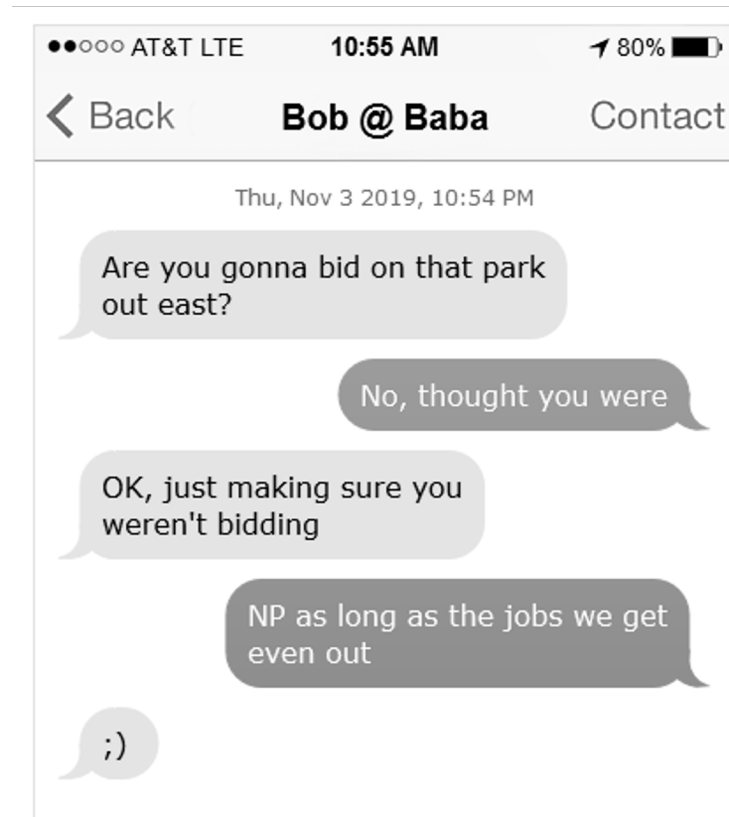 ●●○○○ AT&T LTE 10:55 AM 80%
Back Bob @ Baba Contact
Thu, Nov 3 2019, 10:54 PM
Are you gonna bid on that park
out east?
No, thought you were
OK, just making sure you
weren't bidding
NP as long as the jobs we get
even out
;)